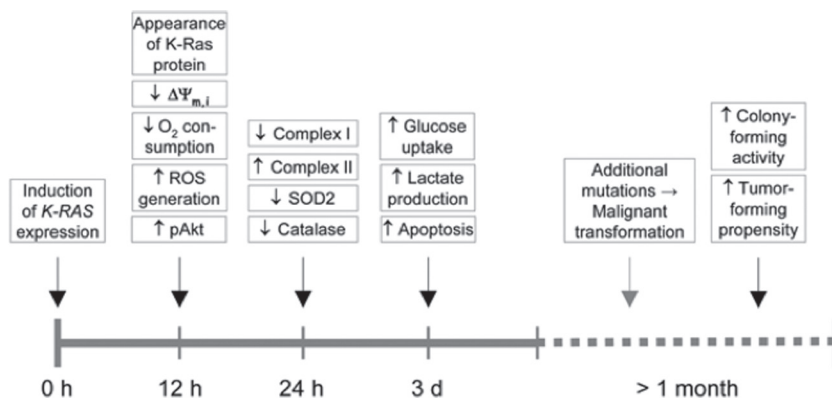 Induction
of K-RAS
expression
Appearance
of K-Ras
protein
↓ ΔΨm,i
↓ O2 con-
sumption
↑ ROS
generation
↑ pAkt
↓ Complex I
↑ Complex II
↓ SOD2
↓ Catalase
↑ Glucose
uptake
↑ Lactate
production
↑ Apoptosis
Additional
mutations →
Malignant
transformation
↑ Colony-
forming
activity
↑ Tumor-
forming
propensity
0 h
12 h
24 h
3 d
> 1 month